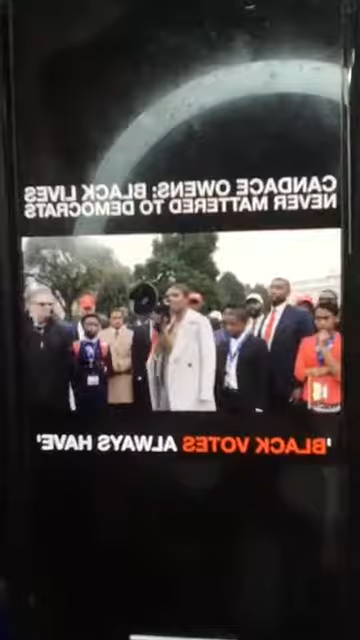 CANDACE OWENS: BLACK LIVES
NEVER MATTERED TO DEMOCRATS
'BLACK VOTES ALWAYS HAVE'